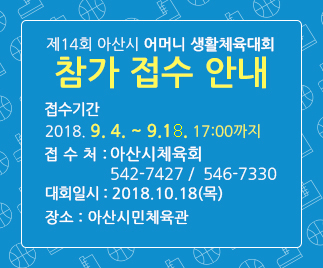 제14회 아산시 어머니 생활체육대회
참가 접수 안내
접수기간
2018. 9. 4. ~ 9.18. 17:00까지
접 수 처 : 아산시체육회
542-7427 / 546-7330
대회일시 : 2018.10.18(목)
장소 : 아산시민체육관